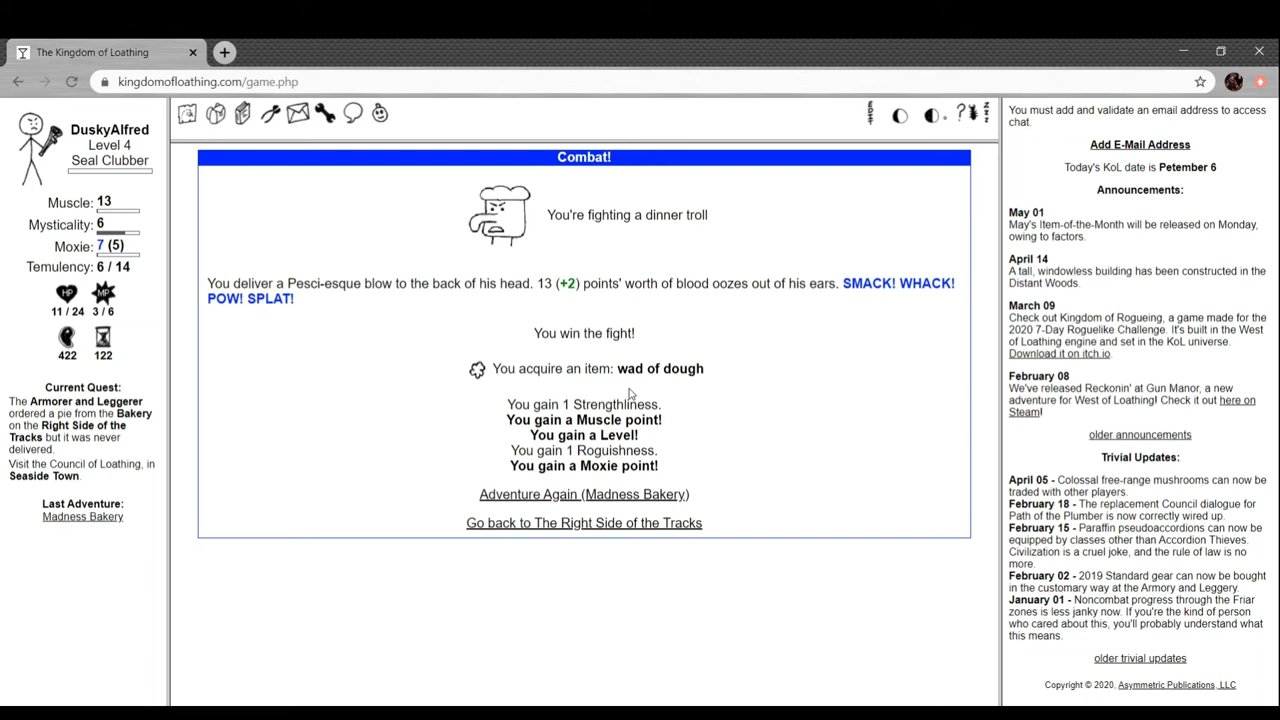 The Kingdom of Loathing
kingdomofloathing.com/game.php
DuskyAlfred
Level 4
Seal Clubber
Muscle: 13
Mysticality: 6
Moxie: 7 (5)
Temulency: 6 / 14
HP
MP
11 / 24
3 / 6
422
122
Current Quest:
The Armorer and Leggerer
ordered a pie from the Bakery
on the Right Side of the
Tracks but it was never
delivered.
Visit the Council of Loathing, in
Seaside Town.
Last Adventure:
Madness Bakery
Combat!
You're fighting a dinner troll
You deliver a Pesci-esque blow to the back of his head. 13 (+2) points' worth of blood oozes out of his ears. SMACK! WHACK!
POW! SPLAT!
You win the fight!
You acquire an item: wad of dough
You gain 1 Strengthliness.
You gain a Muscle point!
You gain a Level!
You gain 1 Roguishness.
You gain a Moxie point!
Adventure Again (Madness Bakery)
Go back to The Right Side of the Tracks
You must add and validate an email address to access
chat.
Add E-Mail Address
Today's KoL date is Petember 6
Announcements:
May 01
May's Item-of-the-Month will be released on Monday,
owing to factors.
April 14
A tall, windowless building has been constructed in the
Distant Woods.
March 09
Check out Kingdom of Rogueing, a game made for the
2020 7-Day Roguelike Challenge. It's built in the West
of Loathing engine and set in the KoL universe.
Download it on itch.io.
February 08
We've released Reckonin' at Gun Manor, a new
adventure for West of Loathing! Check it out here on
Steam!
older announcements
Trivial Updates:
April 05 - Colossal free-range mushrooms can now be
traded with other players.
February 18 - The replacement Council dialogue for
Path of the Plumber is now correctly wired up.
February 15 - Paraffin pseudoaccordions can now be
equipped by classes other than Accordion Thieves.
Civilization is a cruel joke, and the rule of law is no
more.
February 02 - 2019 Standard gear can now be bought
in the customary way at the Armory and Leggery.
January 01 - Noncombat progress through the Friar
zones is less janky now. If you're the kind of person
who cared about this, you'll probably understand what
this means.
older trivial updates
Copyright © 2020, Asymmetric Publications, LLC